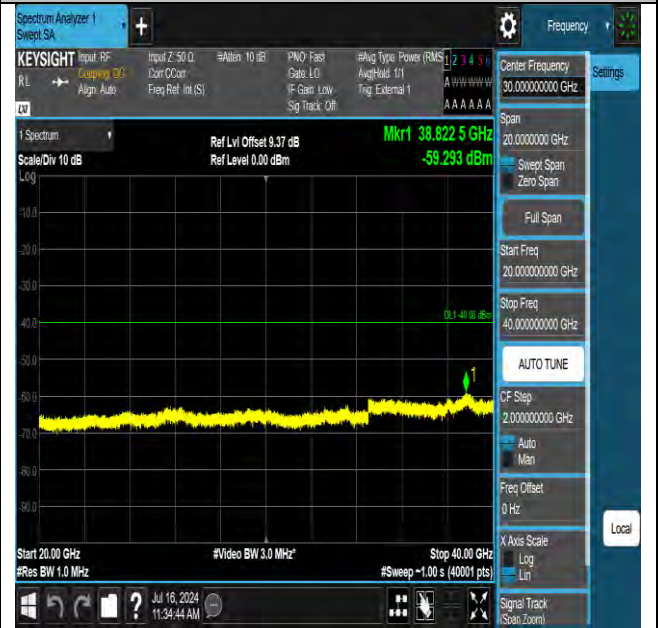 Spectrum Analyzer 1
Swept SA
Frequency
KEYSIGHT
RL
LXI
Input: RF
Coupling: DC
Align: Auto
Input Z: 50 Ω
Corr CCorr
Freq Ref: Int (S)
#Atten: 10 dB
PNO: Fast
Gate: LO
IF Gain: Low
Sig Track: Off
#Avg Type: Power (RMS
Avg|Hold: 1/1
Trig: External 1
1 2 3 4 5 6
A W W W W W
A A A A A A
1 Spectrum
Scale/Div 10 dB
Log
Ref Lvl Offset 9.37 dB
Ref Level 0.00 dBm
Mkr1 38.822 5 GHz
-59.293 dBm
-10.0
-20.0
-30.0
-40.0
-50.0
-60.0
-70.0
-80.0
-90.0
DL1 -40.00 dBm
1
Start 20.00 GHz
#Res BW 1.0 MHz
#Video BW 3.0 MHz*
Stop 40.00 GHz
#Sweep ~1.00 s (40001 pts)
Center Frequency
30.000000000 GHz
Settings
Span
20.0000000 GHz
Swept Span
Zero Span
Full Span
Start Freq
20.000000000 GHz
Stop Freq
40.000000000 GHz
AUTO TUNE
CF Step
2.000000000 GHz
Auto
Man
Freq Offset
0 Hz
X Axis Scale
Log
Lin
Local
Signal Track
(Span Zoom)
Jul 16, 2024
11:34:44 AM